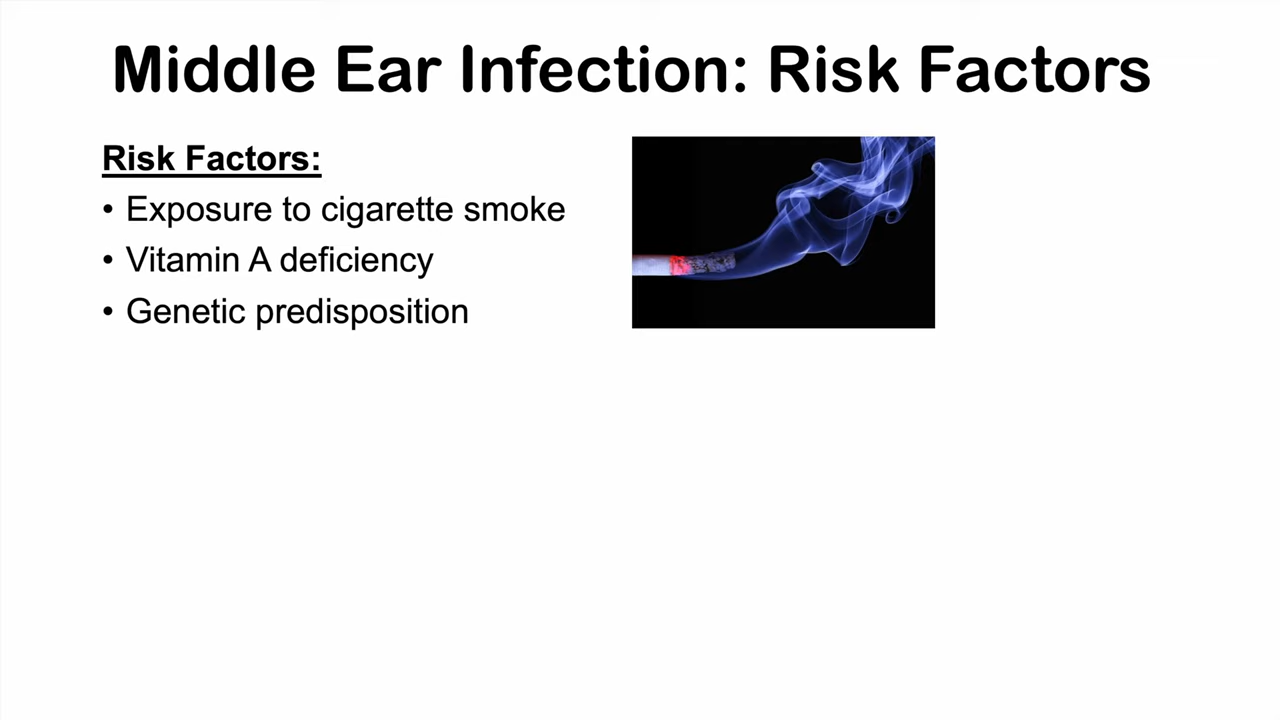 Middle Ear Infection: Risk Factors
Risk Factors:
• Exposure to cigarette smoke
• Vitamin A deficiency
• Genetic predisposition